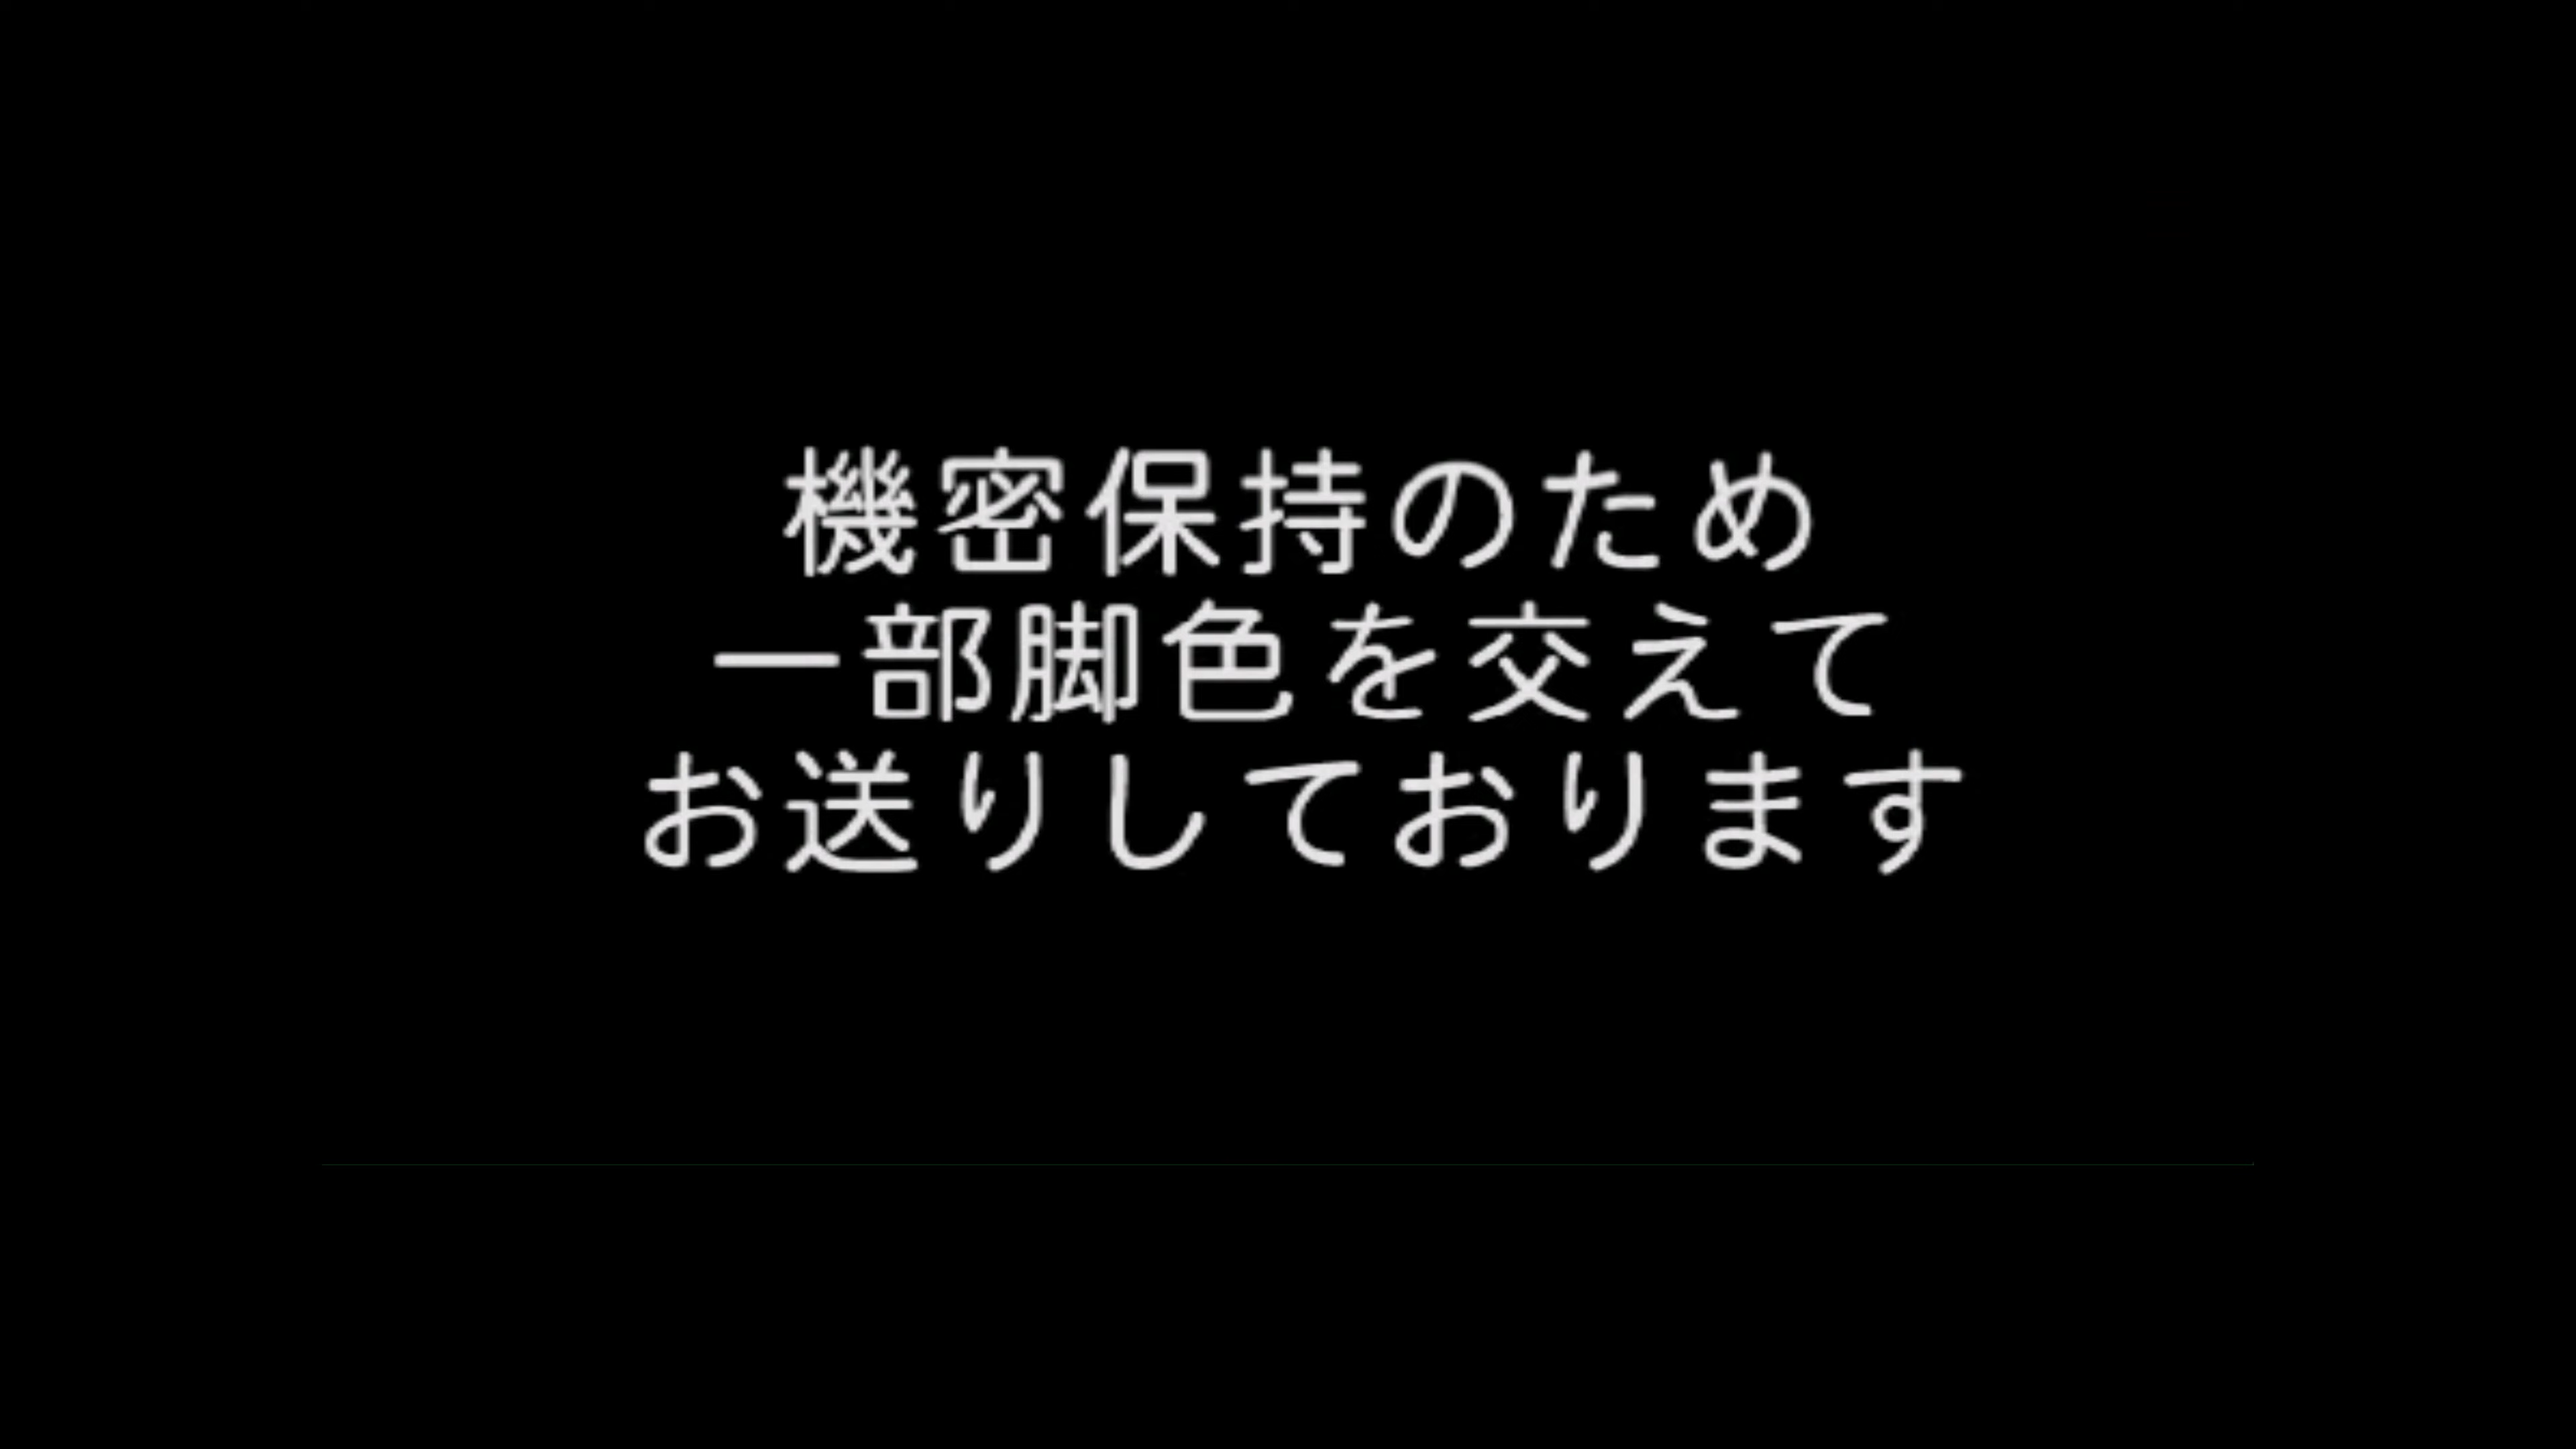 機密保持のため
一部脚色を交えて
お送りしております